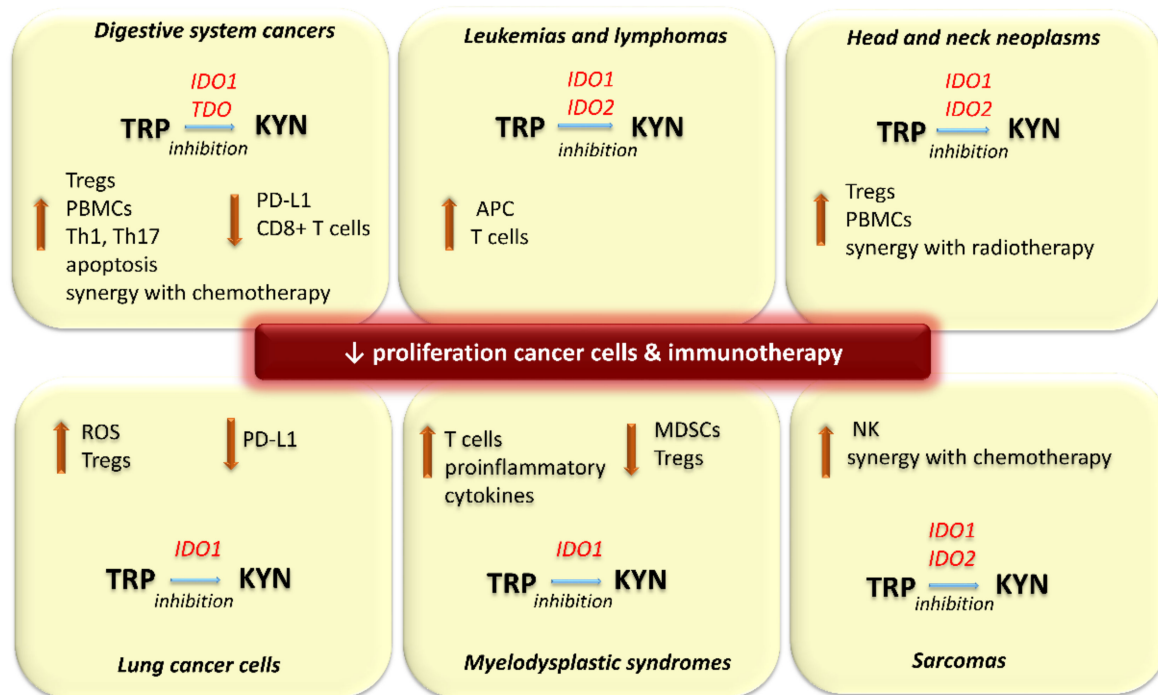 Digestive system cancers
IDO1
TDO
TRP KYN
inhibition
Tregs
PBMCs
Th1, Th17
apoptosis
synergy with chemotherapy
PD-L1
CD8+ T cells
Leukemias and lymphomas
IDO1
IDO2
TRP KYN
inhibition
APC
T cells
Head and neck neoplasms
IDO1
IDO2
TRP KYN
inhibition
Tregs
PBMCs
synergy with radiotherapy
↓ proliferation cancer cells & immunotherapy
ROS
Tregs
PD-L1
IDO1
TRP KYN
inhibition
Lung cancer cells
T cells
proinflammatory
cytokines
MDSCs
Tregs
IDO1
TRP KYN
inhibition
Myelodysplastic syndromes
NK
synergy with chemotherapy
IDO1
IDO2
TRP KYN
inhibition
Sarcomas